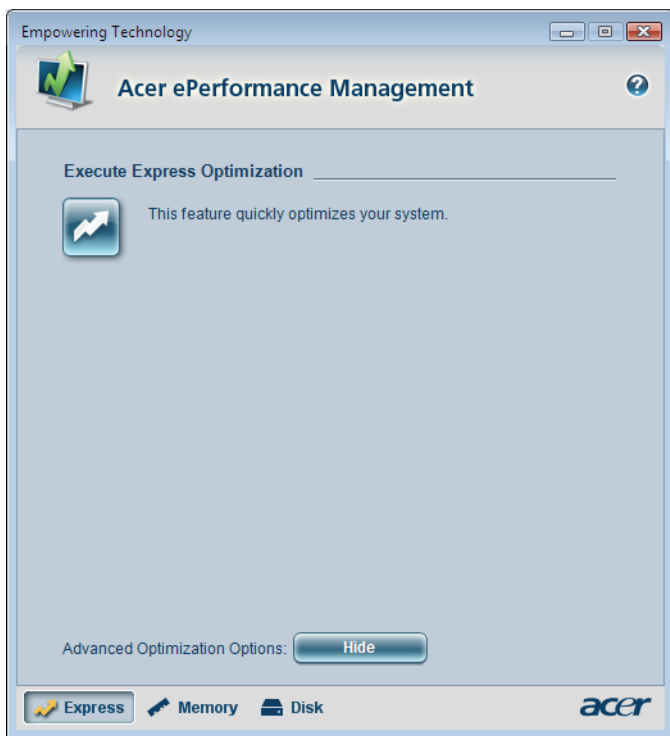 Empowering Technology
Acer ePerformance Management
?
Execute Express Optimization
This feature quickly optimizes your system.
Advanced Optimization Options: Hide
Express Memory Disk acer